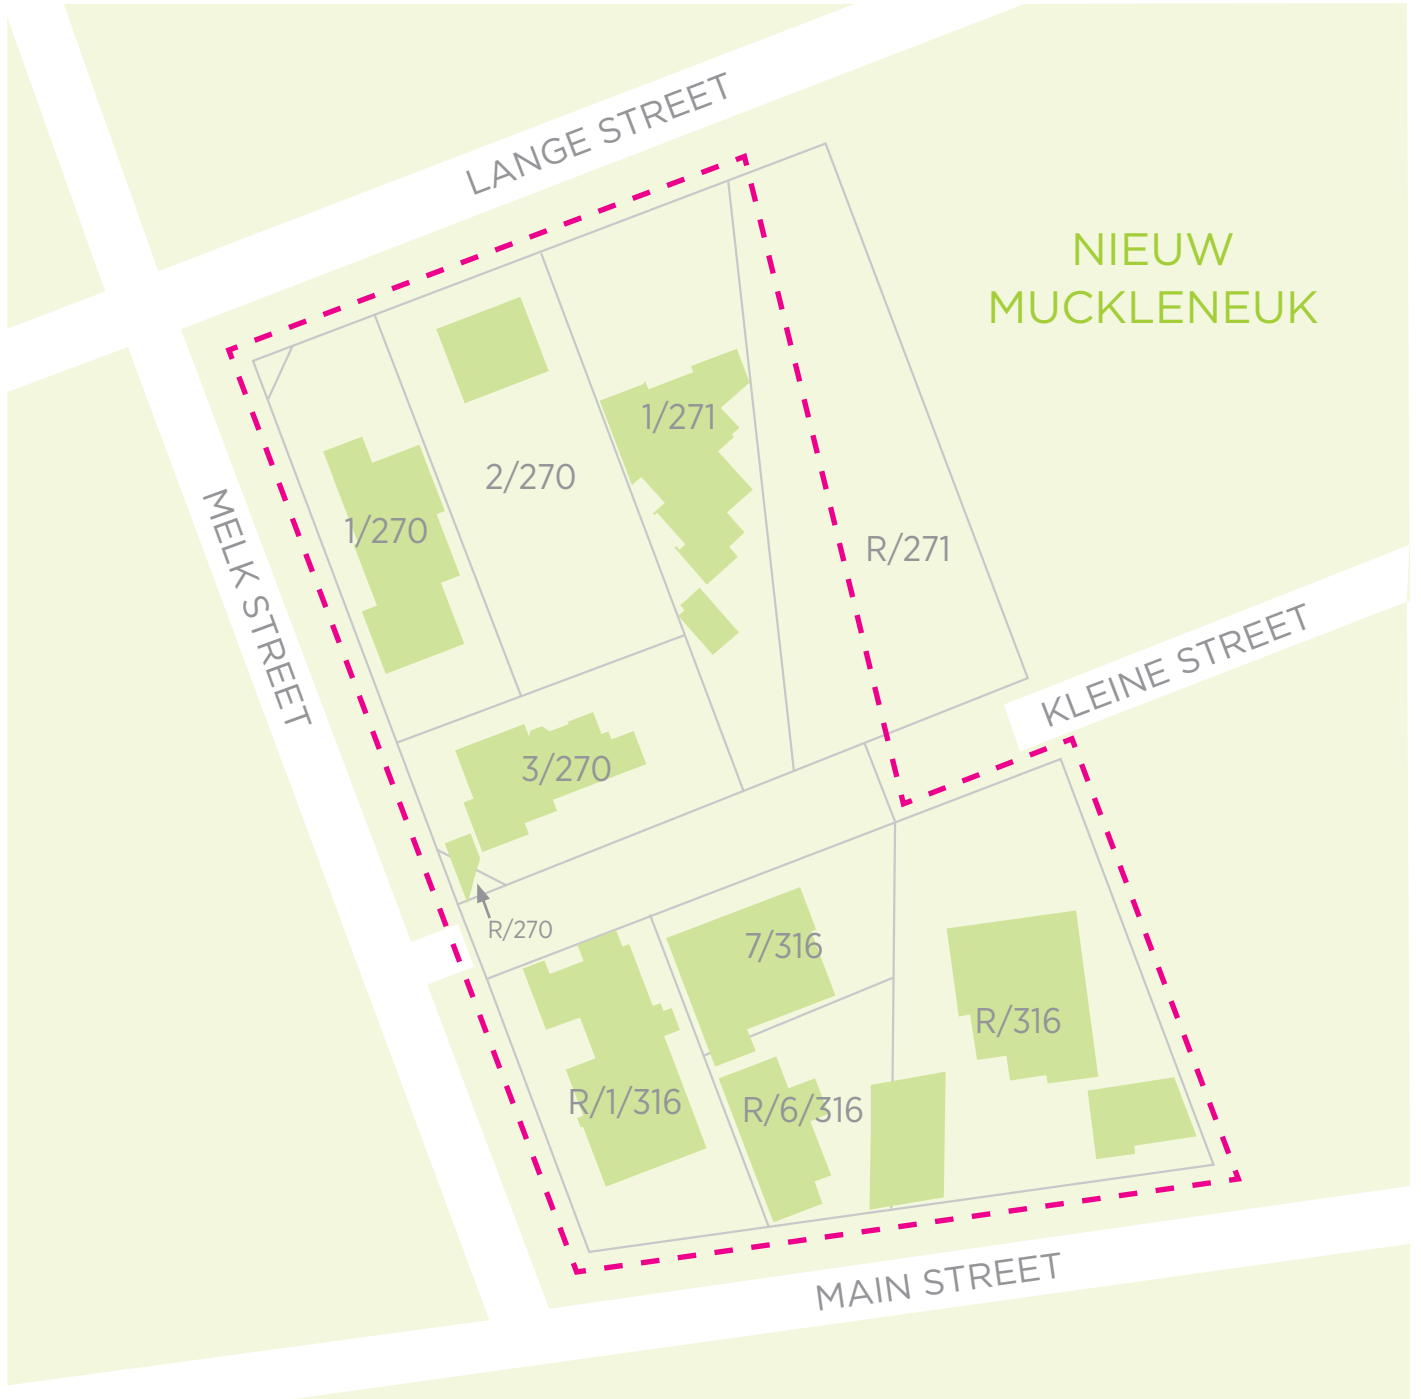 LANGE STREET
NIEUW
MUCKLENEUK
1/271
2/270
1/270
R/271
MELK STREET
KLEINE STREET
3/270
R/270
7/316
R/316
R/1/316
R/6/316
MAIN STREET